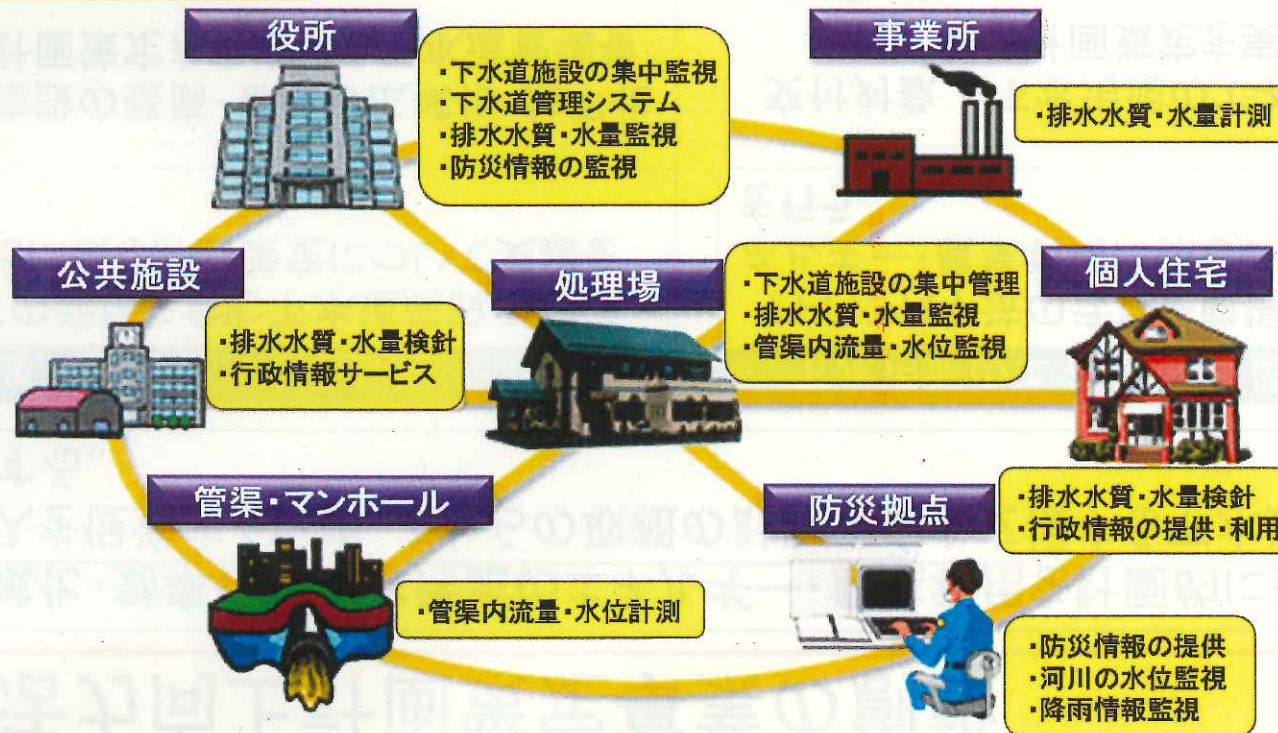 役所
・下水道施設の集中監視
・下水道管理システム
・排水水質・水量監視
・防災情報の監視
事業所
・排水水質・水量計測
公共施設
・排水水質・水量検針
・行政情報サービス
処理場
・下水道施設の集中管理
・排水水質・水量監視
・管渠内流量・水位監視
個人住宅
・排水水質・水量検針
・行政情報の提供・利用
管渠・マンホール
・管渠内流量・水位計測
防災拠点
・防災情報の提供
・河川の水位監視
・降雨情報監視